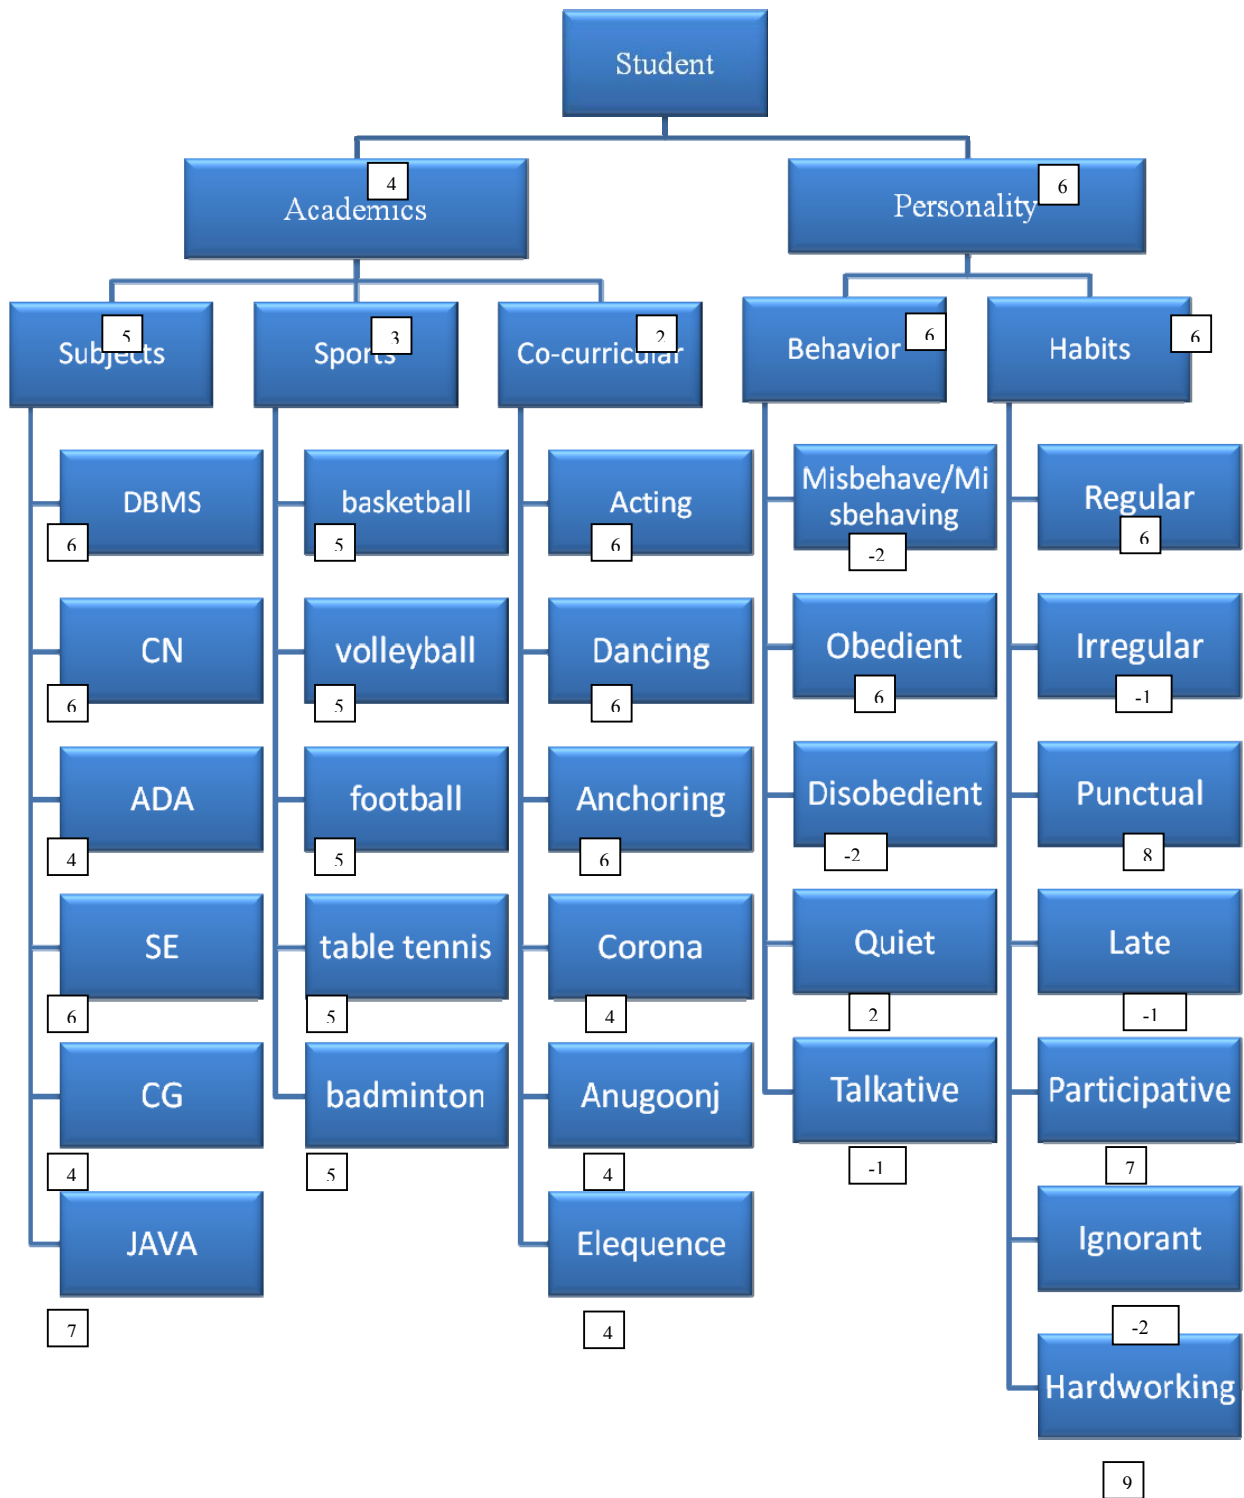 Student
4
Academics
6
Personality
5
Subjects
3
Sports
2
Co-curricular
6
Behavior
6
Habits
DBMS
6
CN
6
ADA
4
SE
6
CG
4
JAVA
7
basketball
5
volleyball
5
football
5
table tennis
5
badminton
5
Acting
6
Dancing
6
Anchoring
6
Corona
4
Anugoonj
4
Elequence
4
Misbehave/Mi
sbehaving
-2
Obedient
6
Disobedient
-2
Quiet
2
Talkative
-1
Regular
6
Irregular
-1
Punctual
8
Late
-1
Participative
7
Ignorant
-2
Hardworking
9